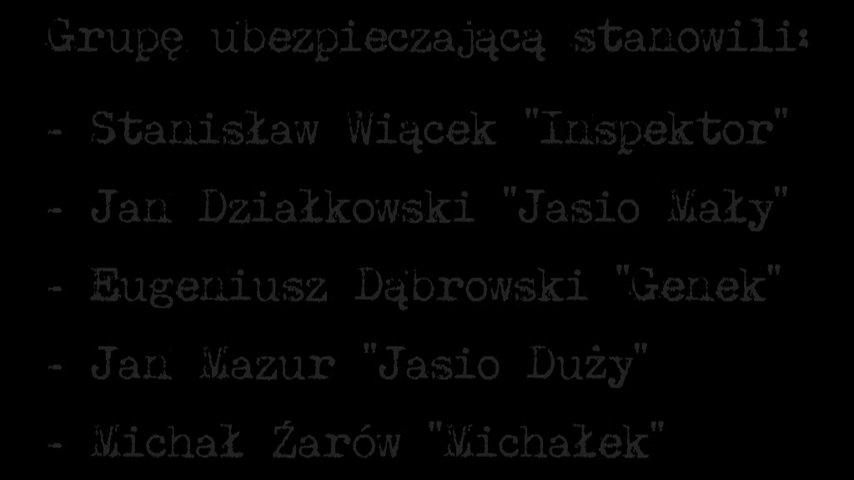 Grupę ubezpieczającą stanowili:
- Stanisław Wiącek "Inspektor"
- Jan Działkowski "Jasio Mały"
- Eugeniusz Dąbrowski "Genek"
- Jan Mazur "Jasio Duży"
- Michał Źarów "Michałek"